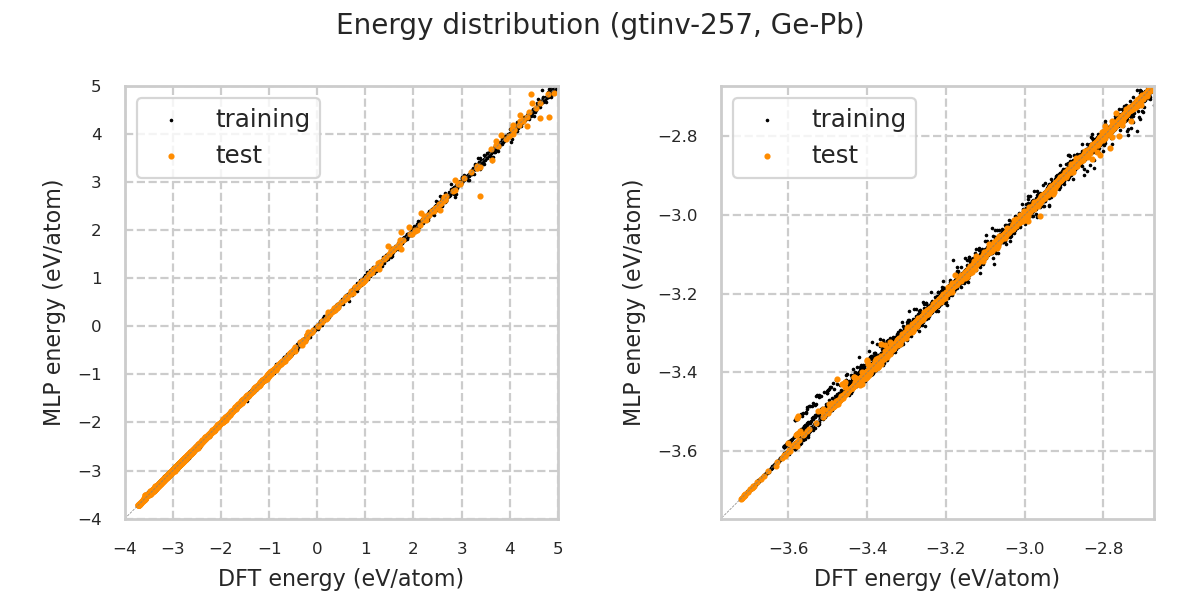 Energy distribution (gtinv-257, Ge-Pb)
training
test
5
4
3
2
1
0
−1
−2
−3
−4
−4 −3 −2 −1 0 1 2 3 4 5
MLP energy (eV/atom)
DFT energy (eV/atom)
training
test
−2.8
−3.0
−3.2
−3.4
−3.6
−3.6 −3.4 −3.2 −3.0 −2.8
MLP energy (eV/atom)
DFT energy (eV/atom)